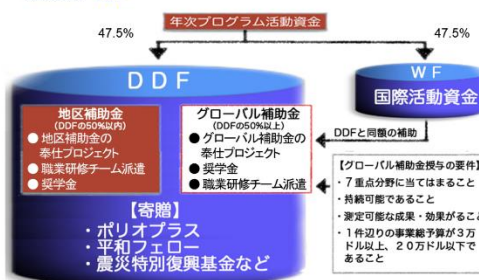 年次プログラム活動資金
47.5%
47.5%
DDF
WF
国際活動資金
地区補助金
(DDFの50%以内)
● 地区補助金の
奉仕プロジェクト
● 職業研修チーム派遣
● 奨学金
グローバル補助金
(DDFの50%以上)
● グローバル補助金の
奉仕プロジェクト
● 奨学金
● 職業研修チーム派遣
DDFと同額の補助
【寄贈】
・ポリオプラス
・平和フェロー
・震災特別復興基金など
【グローバル補助金授与の要件】
・7重点分野に当てはまること
・持続可能であること
・測定可能な成果・効果があるこ
・1件辺りの事業総予算が3万
ドル以上、20万ドル以下で
あること